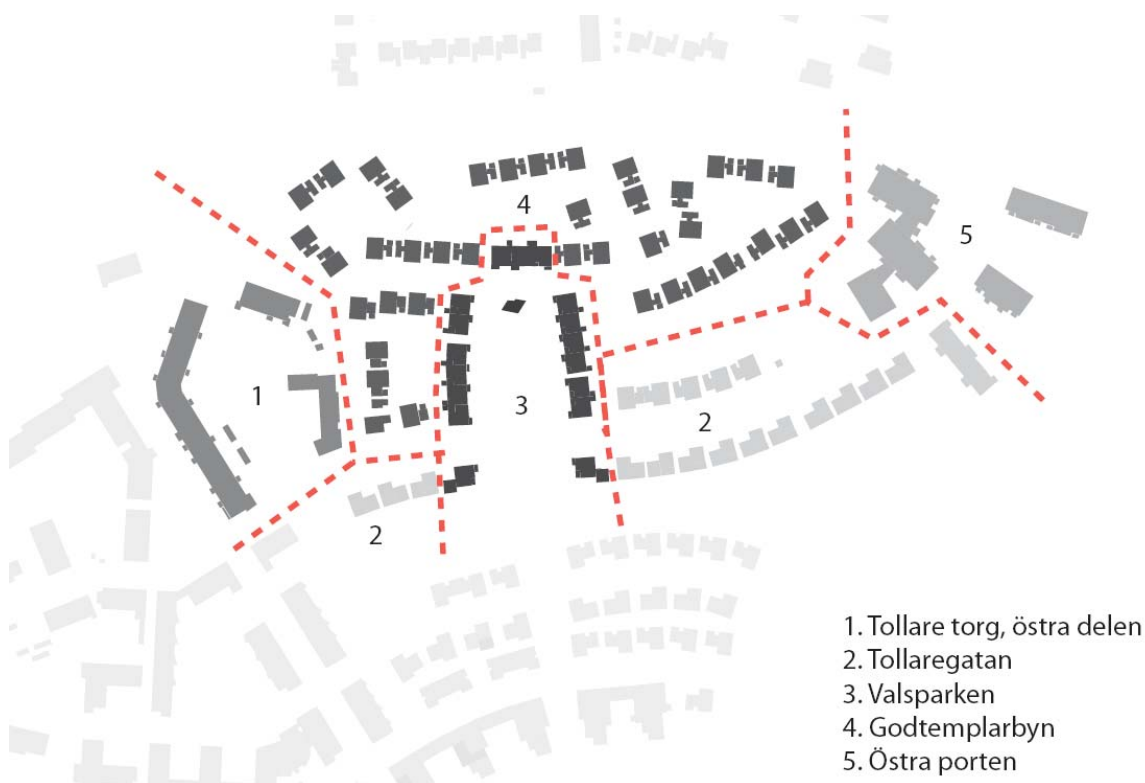 4
5
1
3
2
2
1. Tollare torg, östra delen
2. Tollaregatan
3. Valsparken
4. Godtemplarbyn
5. Östra porten